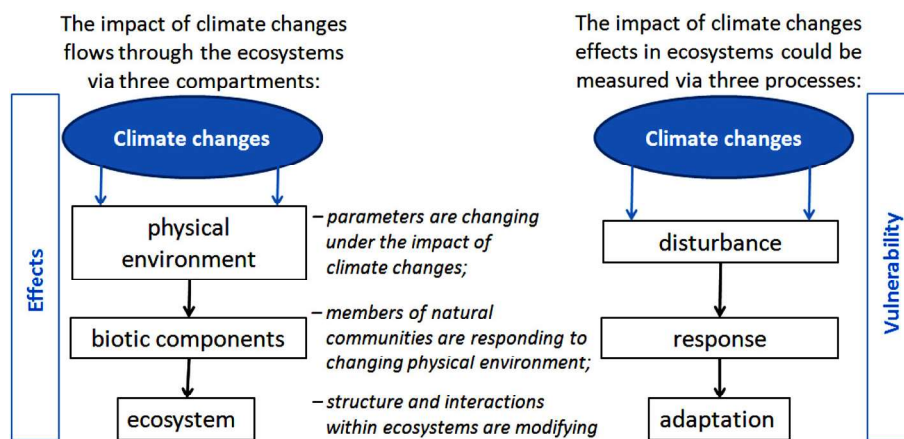 The impact of climate changes
flows through the ecosystems
via three compartments:
Effects
Climate changes
physical
environment
– parameters are changing
under the impact of
climate changes;
biotic components
– members of natural
communities are responding to
changing physical environment;
ecosystem
– structure and interactions
within ecosystems are modifying
The impact of climate changes
effects in ecosystems could be
measured via three processes:
Climate changes
disturbance
response
adaptation
Vulnerability